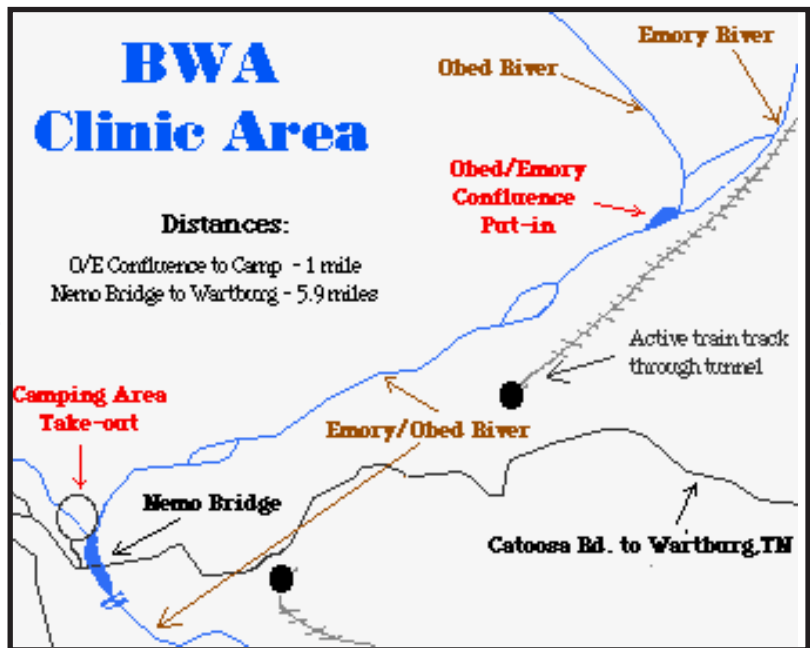 BWA
Clinic Area
Emory River
Obed River
Obed/Emory
Confluence
Put-in
Distances:
O/E Confluence to Camp - 1 mile
Nemo Bridge to Wartburg - 5.9 miles
Active train track
through tunnel
Camping Area
Take-out
Emory/Obed River
Nemo Bridge
Catoosa Rd. to Wartburg,TN